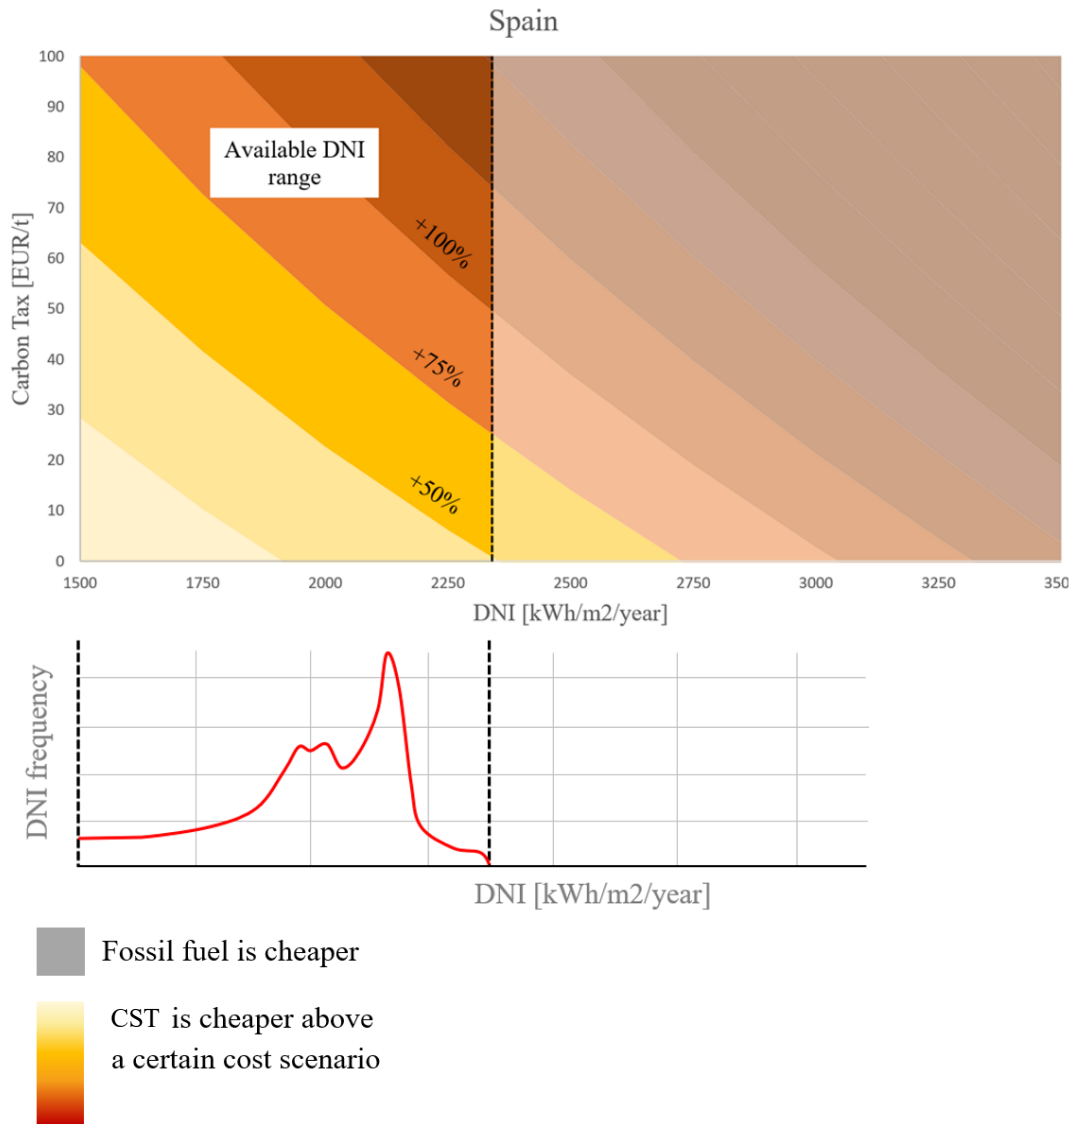 Spain
100
90
80
70
60
50
40
30
20
10
0
Carbon Tax [EUR/t]
Available DNI
range
+100%
+75%
+50%
1500 1750 2000 2250 2500 2750 3000 3250 350
DNI [kWh/m2/year]
DNI frequency
DNI [kWh/m2/year]
Fossil fuel is cheaper
CST is cheaper above
a certain cost scenario